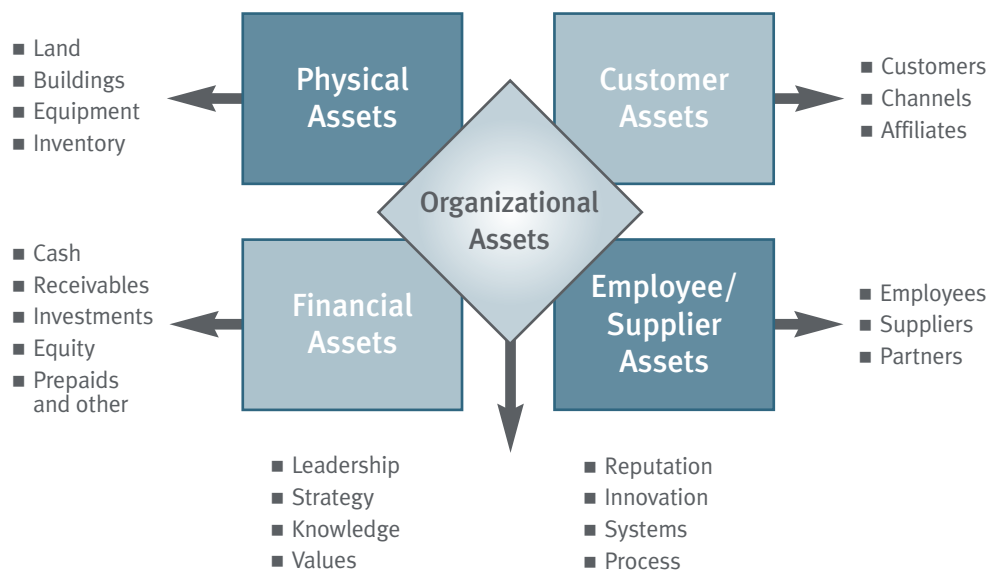 Land
Buildings
Equipment
Inventory
Physical
Assets
Customer
Assets
Customers
Channels
Affiliates
Organizational
Assets
Cash
Receivables
Investments
Equity
Prepaids
and other
Financial
Assets
Employee/
Supplier
Assets
Employees
Suppliers
Partners
Leadership
Strategy
Knowledge
Values
Reputation
Innovation
Systems
Process